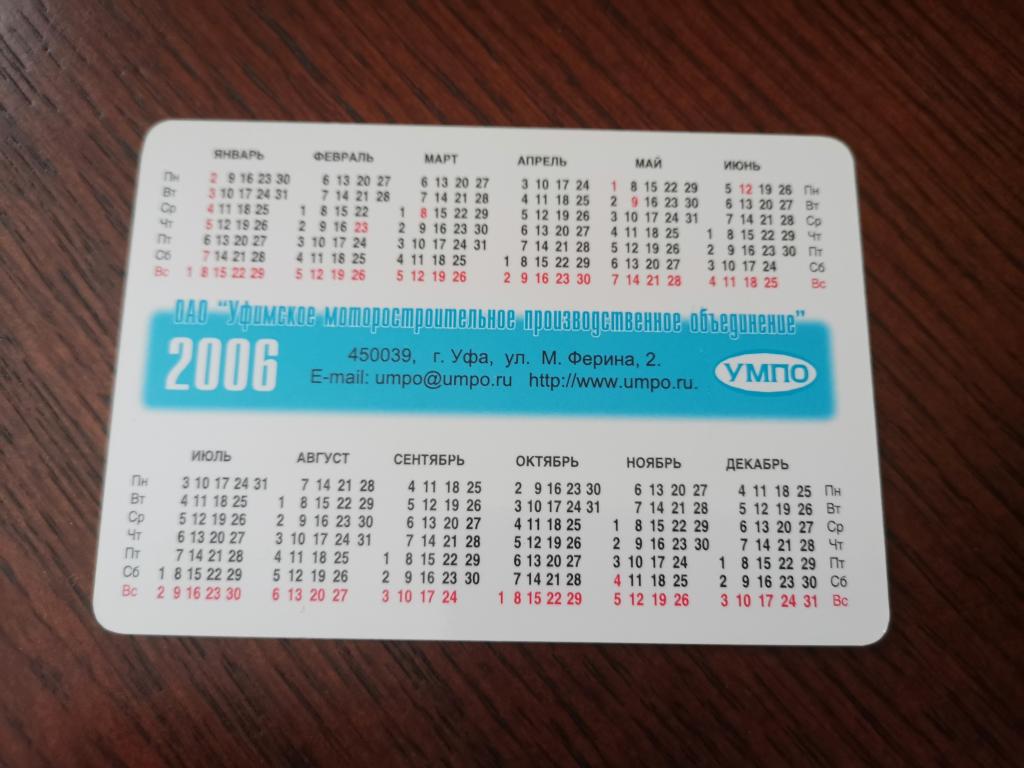 ЯНВАРЬ ФЕВРАЛЬ МАРТ АПРЕЛЬ МАЙ ИЮНЬ
Пн 2 9 16 23 30 6 13 20 27 6 13 20 27 3 10 17 24 1 8 15 22 29 5 12 19 26 Пн
Вт 3 10 17 24 31 7 14 21 28 7 14 21 28 4 11 18 25 2 9 16 23 30 6 13 20 27 Вт
Ср 4 11 18 25 1 8 15 22 1 8 15 22 29 5 12 19 26 3 10 17 24 31 7 14 21 28 Ср
Чт 5 12 19 26 2 9 16 23 2 9 16 23 30 6 13 20 27 4 11 18 25 1 8 15 22 29 Чт
Пт 6 13 20 27 3 10 17 24 3 10 17 24 31 7 14 21 28 5 12 19 26 2 9 16 23 30 Пт
Сб 7 14 21 28 4 11 18 25 4 11 18 25 1 8 15 22 29 6 13 20 27 3 10 17 24 Сб
Вс 1 8 15 22 29 5 12 19 26 5 12 19 26 2 9 16 23 30 7 14 21 28 4 11 18 25 Вс
ОАО "Уфимское моторостроительное производственное объединение"
2006 450039, г. Уфа, ул. М. Ферина, 2. УМПО
E-mail: umpo@umpo.ru http://www.umpo.ru.
ИЮЛЬ АВГУСТ СЕНТЯБРЬ ОКТЯБРЬ НОЯБРЬ ДЕКАБРЬ
Пн 3 10 17 24 31 7 14 21 28 4 11 18 25 2 9 16 23 30 6 13 20 27 4 11 18 25 Пн
Вт 4 11 18 25 1 8 15 22 29 5 12 19 26 3 10 17 24 31 7 14 21 28 5 12 19 26 Вт
Ср 5 12 19 26 2 9 16 23 30 6 13 20 27 4 11 18 25 1 8 15 22 29 6 13 20 27 Ср
Чт 6 13 20 27 3 10 17 24 31 7 14 21 28 5 12 19 26 2 9 16 23 30 7 14 21 28 Чт
Пт 7 14 21 28 4 11 18 25 1 8 15 22 29 6 13 20 27 3 10 17 24 1 8 15 22 29 Пт
Сб 1 8 15 22 29 5 12 19 26 2 9 16 23 30 7 14 21 28 4 11 18 25 2 9 16 23 30 Сб
Вс 2 9 16 23 30 6 13 20 27 3 10 17 24 1 8 15 22 29 5 12 19 26 3 10 17 24 31 Вс